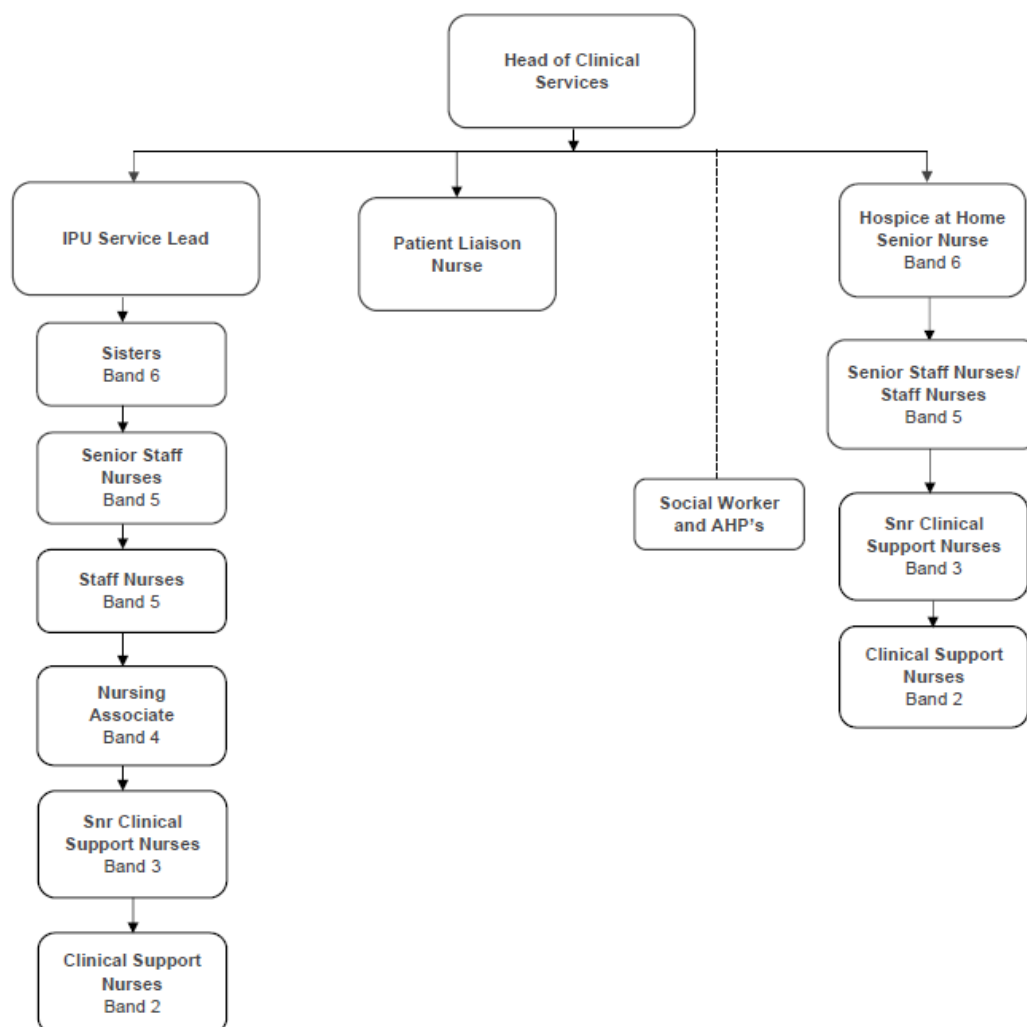 Head of Clinical
Services
IPU Service Lead
Patient Liaison
Nurse
Hospice at Home
Senior Nurse
Band 6
Sisters
Band 6
Senior Staff Nurses/
Staff Nurses
Band 5
Senior Staff
Nurses
Band 5
Social Worker
and AHP's
Snr Clinical
Support Nurses
Band 3
Staff Nurses
Band 5
Clinical Support
Nurses
Band 2
Nursing
Associate
Band 4
Snr Clinical
Support Nurses
Band 3
Clinical Support
Nurses
Band 2